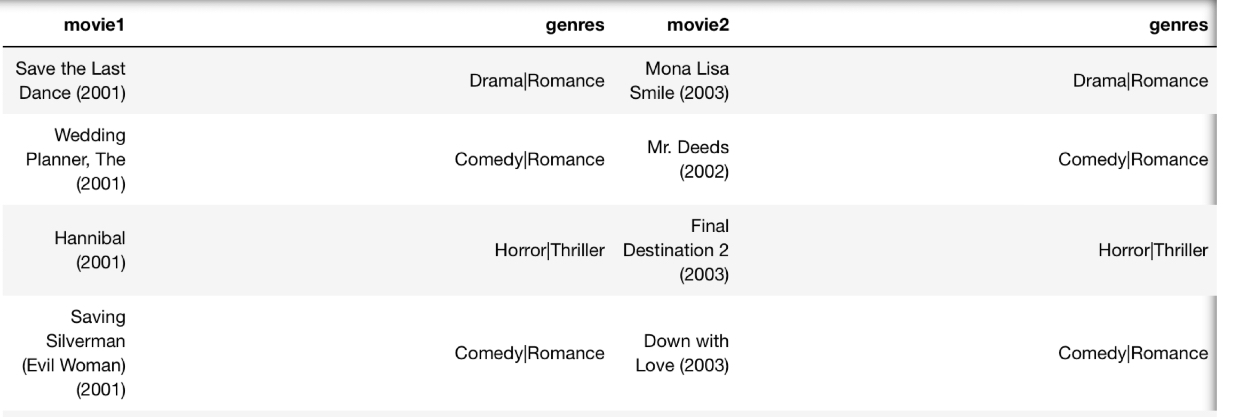 movie1 genres movie2 genres
Save the Last
Dance (2001)
Drama|Romance
Mona Lisa
Smile (2003)
Drama|Romance
Wedding
Planner, The
(2001)
Comedy|Romance
Mr. Deeds
(2002)
Comedy|Romance
Hannibal
(2001)
Horror|Thriller
Final
Destination 2
(2003)
Horror|Thriller
Saving
Silverman
(Evil Woman)
(2001)
Comedy|Romance
Down with
Love (2003)
Comedy|Romance